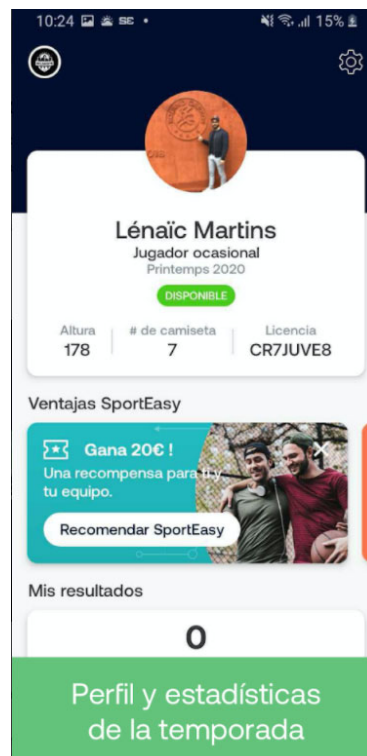 10:24 SE • 15%
Lénaïc Martins
Jugador ocasional
Printemps 2020
DISPONIBLE
Altura # de camiseta Licencia
178 7 CR7JUVE8
Ventajas SportEasy
Gana 20€ !
Una recompensa para ti y
tu equipo.
Recomendar SportEasy
Mis resultados
0
Perfil y estadísticas
de la temporada